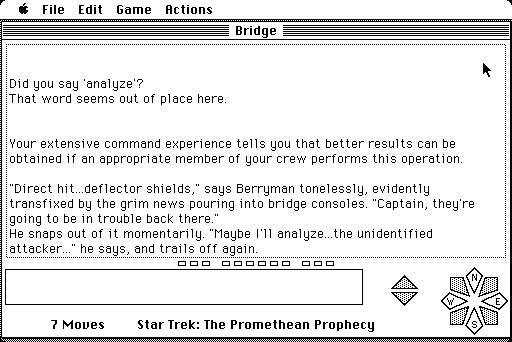 File Edit Game Actions
Bridge
Did you say 'analyze'?
That word seems out of place here.
Your extensive command experience tells you that better results can be
obtained if an appropriate member of your crew performs this operation.
"Direct hit...deflector shields," says Berryman tonelessly, evidently
transfixed by the grim news pouring into bridge consoles. "Captain, they're
going to be in trouble back there."
He snaps out of it momentarily. "Maybe I'll analyze...the unidentified
attacker..." he says, and trails off again.
N
W E
S
7 Moves Star Trek: The Promethean Prophecy